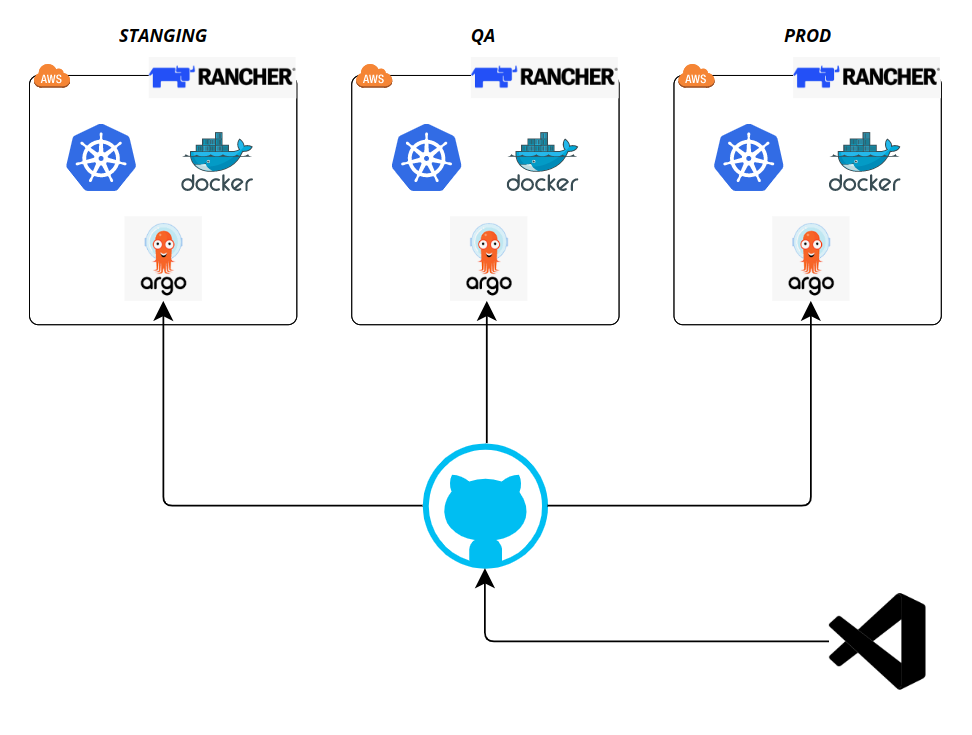 STANGING
QA
PROD
AWS
RANCHER®
AWS
RANCHER®
AWS
RANCHER®
docker
docker
docker
argo
argo
argo